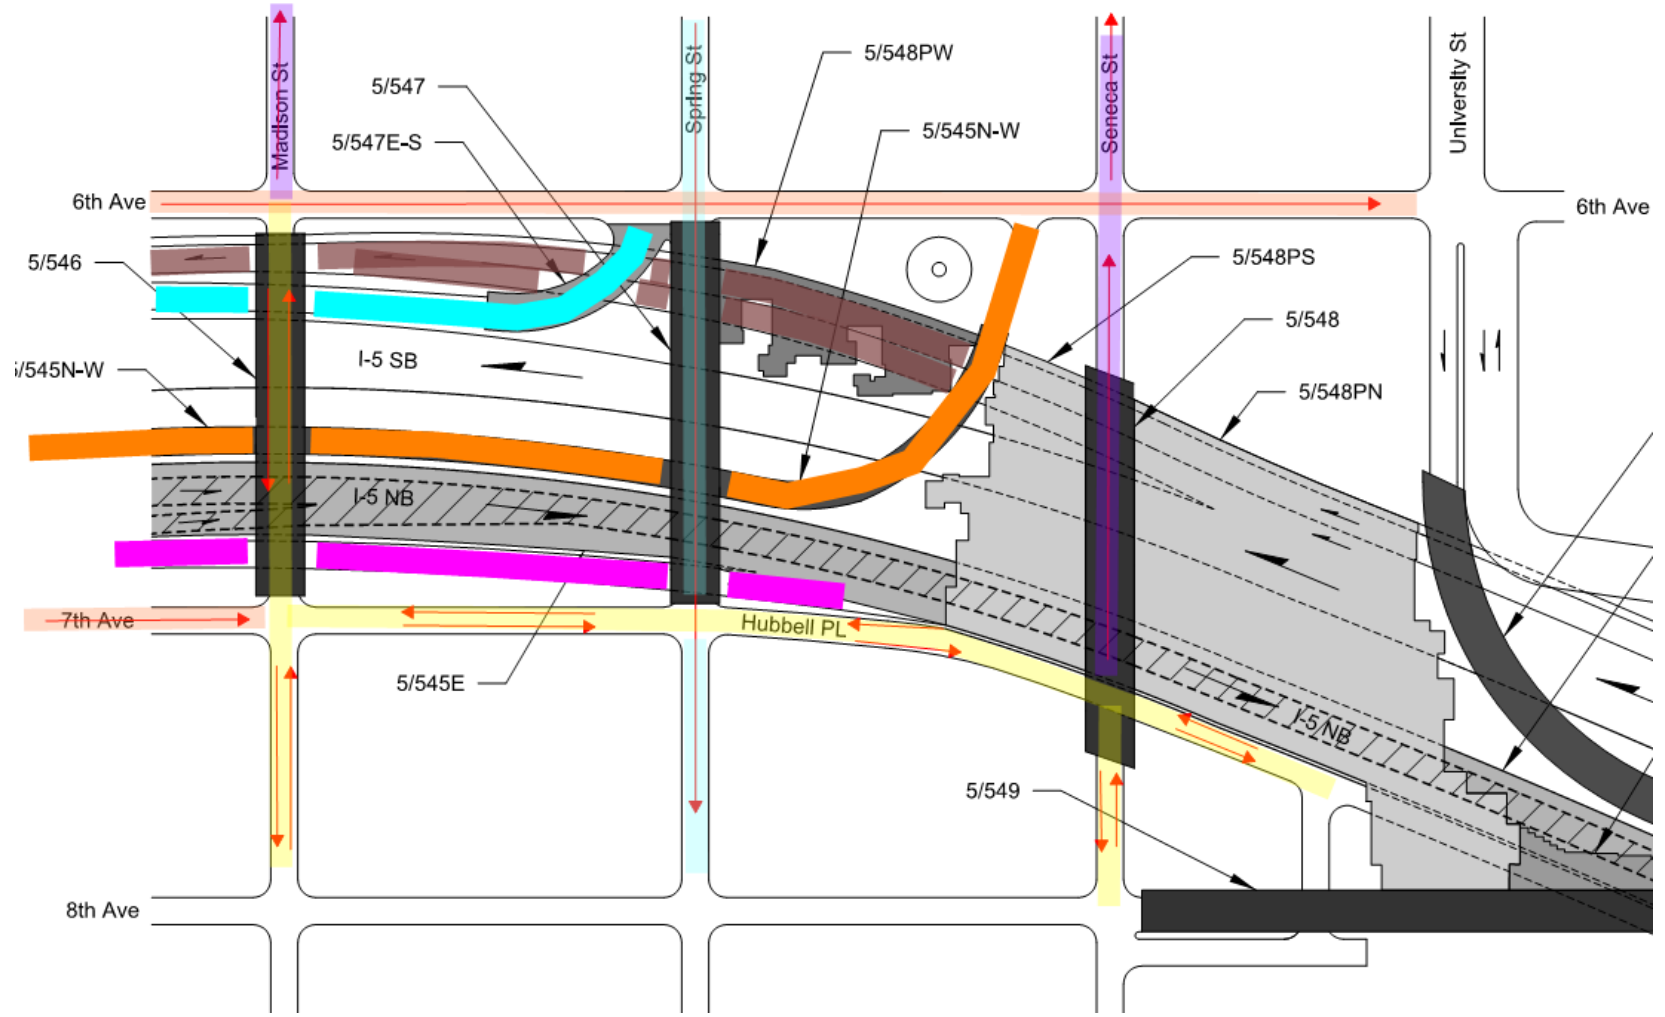 Madison St
Spring St
Seneca St
University St
5/548PW
5/547
5/547E-S
5/545N-W
6th Ave
6th Ave
5/546
5/548PS
5/548
I-5 SB
5/545N-W
5/548PN
I-5 NB
7th Ave
Hubbell PL
5/545E
I-5 NB
5/549
8th Ave